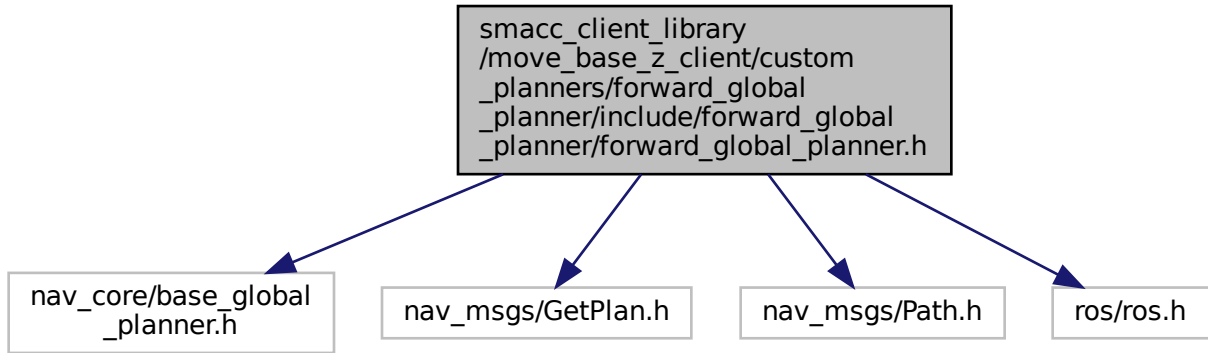 smacc_client_library
/move_base_z_client/custom
_planners/forward_global
_planner/include/forward_global
_planner/forward_global_planner.h
nav_core/base_global
_planner.h
nav_msgs/GetPlan.h
nav_msgs/Path.h
ros/ros.h